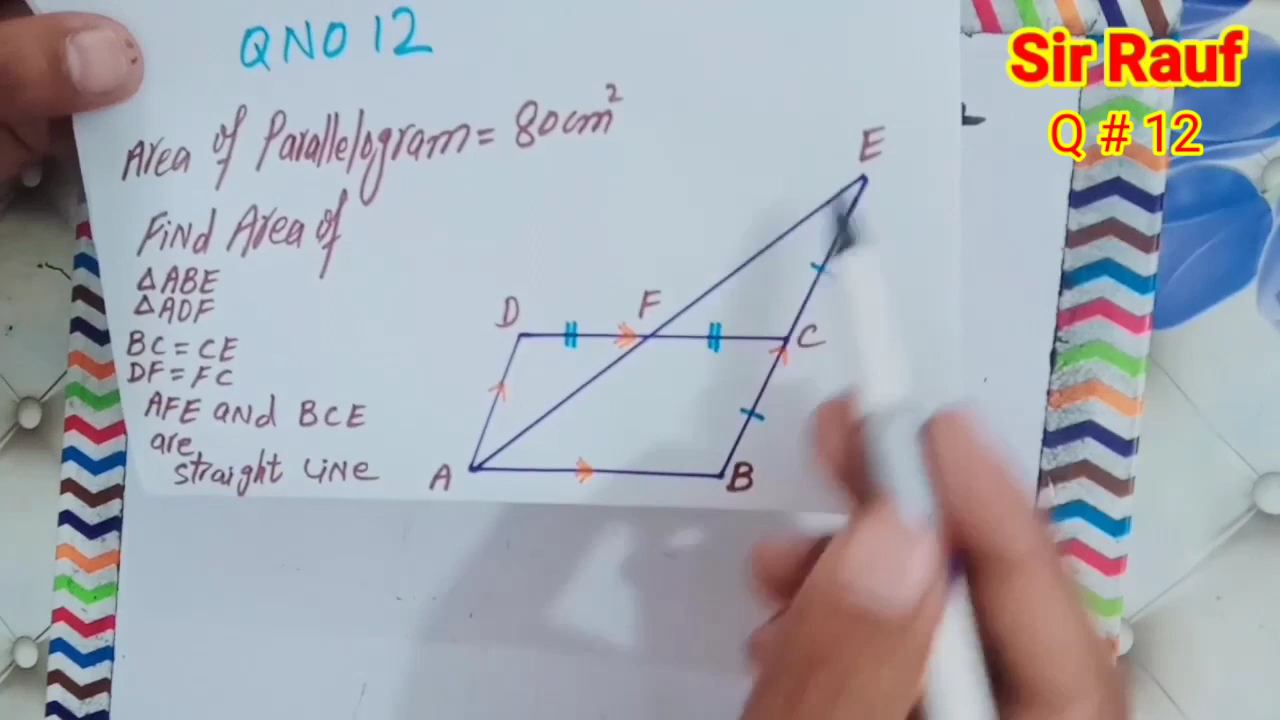 QNO 12
Sir Rauf
Q # 12
Area of Parallelogram = 80cm²
Find Area of
△ABE
△ADF
BC = CE
DF = FC
AFE and BCE
are
straight Line
E
D
F
C
A
B